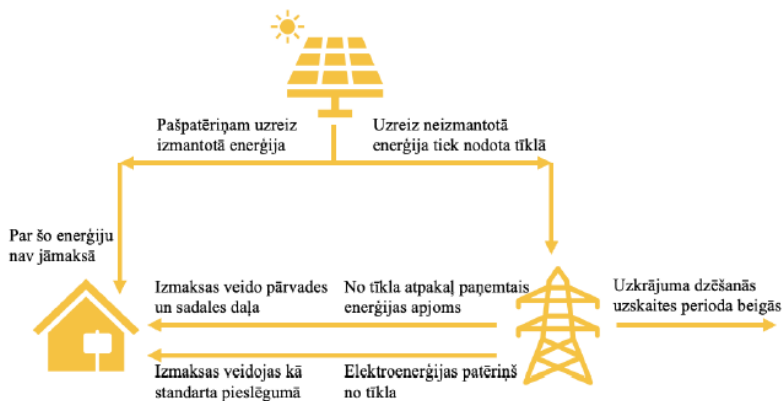 Pašpatēriņam uzreiz
izmantotā enerģija
Uzreiz neizmantotā
enerģija tiek nodota tīklā
Par šo enerģiju
nav jāmaksā
Izmaksas veido pārvades
un sadales daļa
No tīkla atpakaļ paņemtais
enerģijas apjoms
Uzkrājuma dzēšanās
uzskaites perioda beigās
Izmaksas veidojas kā
standarta pieslēgumā
Elektroenerģijas patēriņš
no tīkla